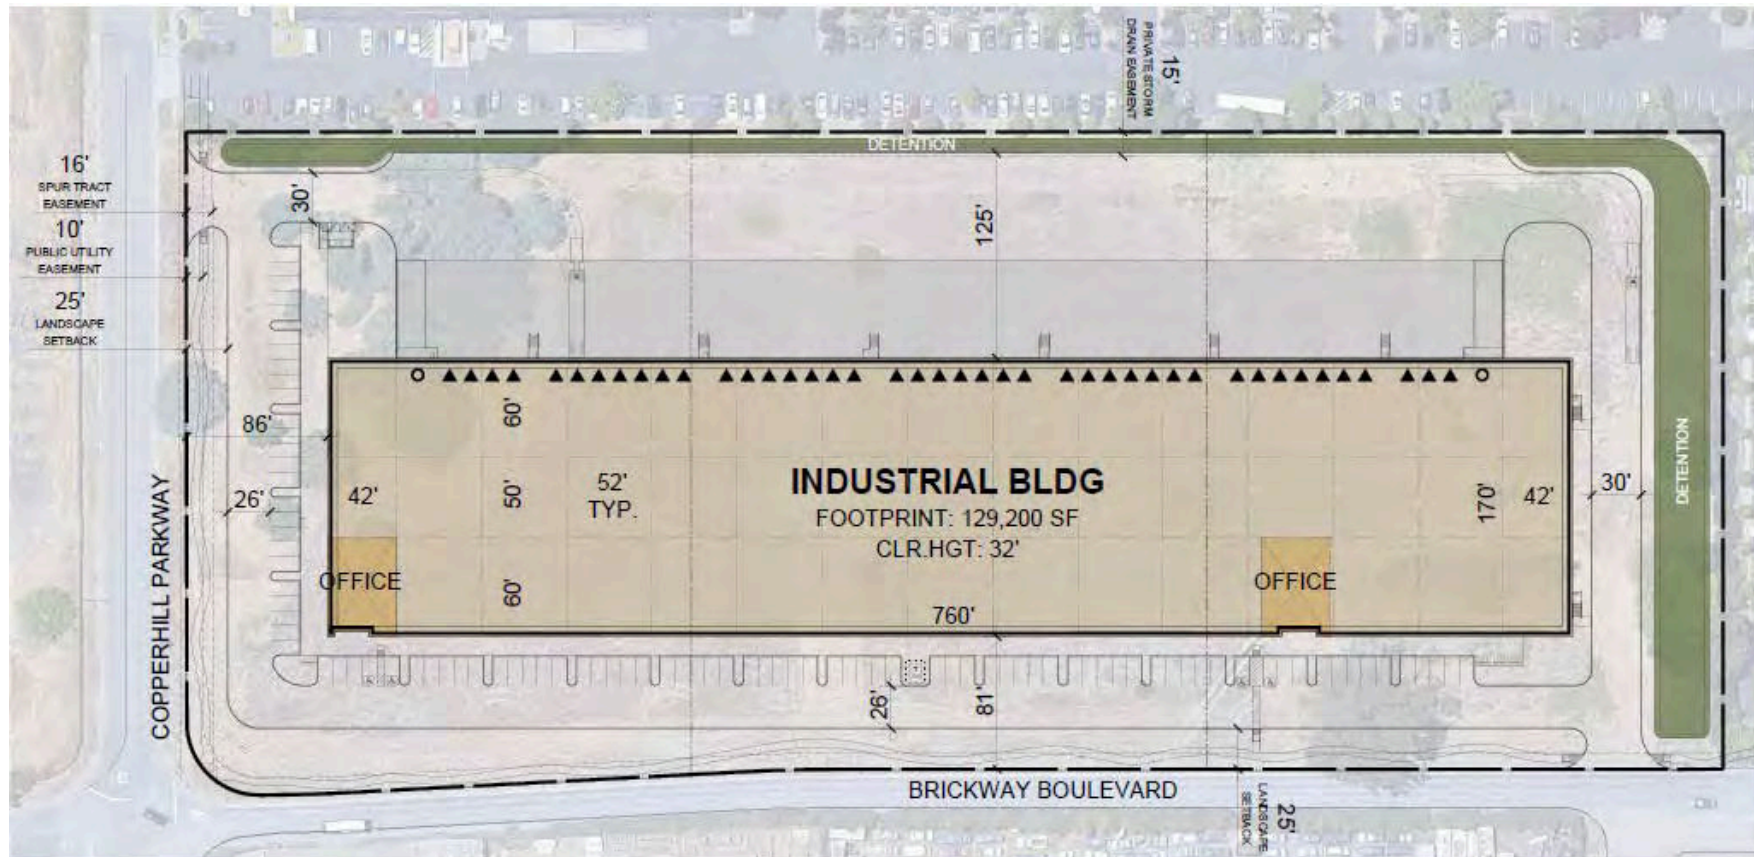 15'
PRIVATE STORM
DRAIN EASEMENT
DETENTION
16'
SPUR TRACT
EASEMENT
10'
PUBLIC UTILITY
EASEMENT
25'
LANDSCAPE
SETBACK
30'
125'
86'
26'
42'
60'
50'
60'
52'
TYP.
INDUSTRIAL BLDG
FOOTPRINT: 129,200 SF
CLR.HGT: 32'
170'
42'
30'
DETENTION
OFFICE
OFFICE
760'
26'
81'
COPPERHILL PARKWAY
BRICKWAY BOULEVARD
25'
LANDSCAPE
SETBACK